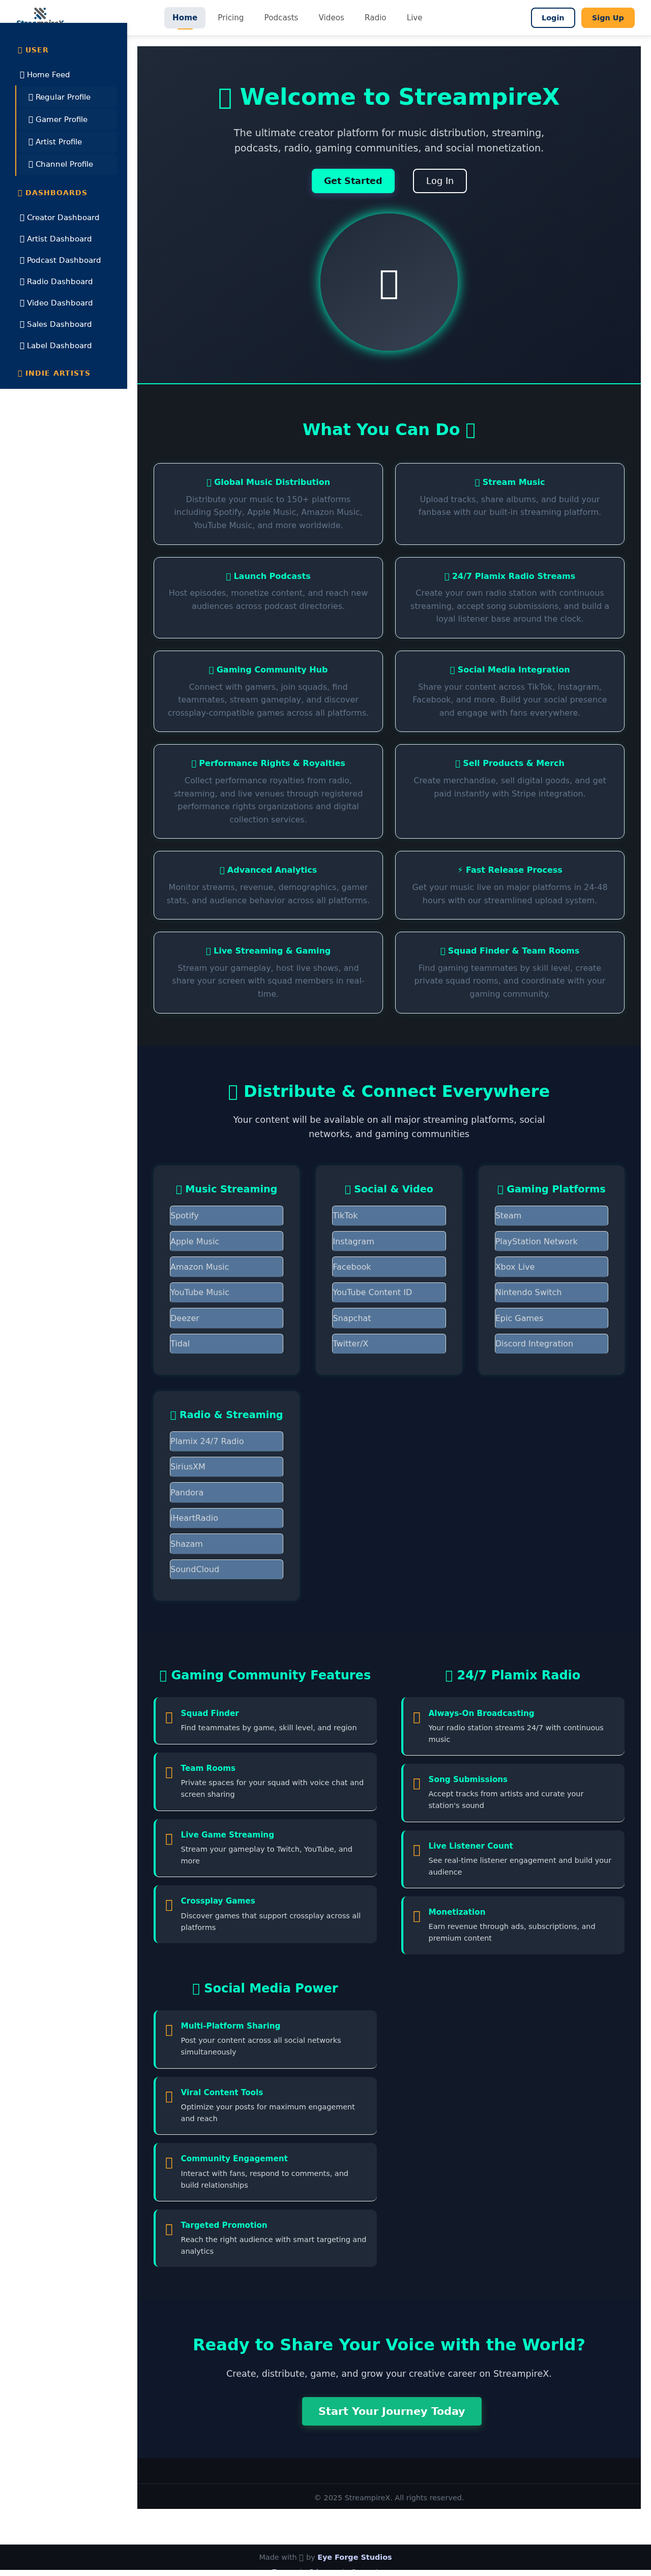 StreampireX
Home
Pricing
Podcasts
Videos
Radio
Live
Login
Sign Up
USER
Home Feed
Regular Profile
Gamer Profile
Artist Profile
Channel Profile
DASHBOARDS
Creator Dashboard
Artist Dashboard
Podcast Dashboard
Radio Dashboard
Video Dashboard
Sales Dashboard
Label Dashboard
INDIE ARTISTS
Welcome to StreampireX
The ultimate creator platform for music distribution, streaming,
podcasts, radio, gaming communities, and social monetization.
Get Started
Log In
What You Can Do
Global Music Distribution
Distribute your music to 150+ platforms
including Spotify, Apple Music, Amazon Music,
YouTube Music, and more worldwide.
Stream Music
Upload tracks, share albums, and build your
fanbase with our built-in streaming platform.
Launch Podcasts
Host episodes, monetize content, and reach new
audiences across podcast directories.
24/7 Plamix Radio Streams
Create your own radio station with continuous
streaming, accept song submissions, and build a
loyal listener base around the clock.
Gaming Community Hub
Connect with gamers, join squads, find
teammates, stream gameplay, and discover
crossplay-compatible games across all platforms.
Social Media Integration
Share your content across TikTok, Instagram,
Facebook, and more. Build your social presence
and engage with fans everywhere.
Performance Rights & Royalties
Collect performance royalties from radio,
streaming, and live venues through registered
performance rights organizations and digital
collection services.
Sell Products & Merch
Create merchandise, sell digital goods, and get
paid instantly with Stripe integration.
Advanced Analytics
Monitor streams, revenue, demographics, gamer
stats, and audience behavior across all platforms.
⚡ Fast Release Process
Get your music live on major platforms in 24-48
hours with our streamlined upload system.
Live Streaming & Gaming
Stream your gameplay, host live shows, and
share your screen with squad members in real-
time.
Squad Finder & Team Rooms
Find gaming teammates by skill level, create
private squad rooms, and coordinate with your
gaming community.
Distribute & Connect Everywhere
Your content will be available on all major streaming platforms, social
networks, and gaming communities
Music Streaming
Spotify
Apple Music
Amazon Music
YouTube Music
Deezer
Tidal
Social & Video
TikTok
Instagram
Facebook
YouTube Content ID
Snapchat
Twitter/X
Gaming Platforms
Steam
PlayStation Network
Xbox Live
Nintendo Switch
Epic Games
Discord Integration
Radio & Streaming
Plamix 24/7 Radio
SiriusXM
Pandora
iHeartRadio
Shazam
SoundCloud
Gaming Community Features
Squad Finder
Find teammates by game, skill level, and region
Team Rooms
Private spaces for your squad with voice chat and
screen sharing
Live Game Streaming
Stream your gameplay to Twitch, YouTube, and
more
Crossplay Games
Discover games that support crossplay across all
platforms
24/7 Plamix Radio
Always-On Broadcasting
Your radio station streams 24/7 with continuous
music
Song Submissions
Accept tracks from artists and curate your
station's sound
Live Listener Count
See real-time listener engagement and build your
audience
Monetization
Earn revenue through ads, subscriptions, and
premium content
Social Media Power
Multi-Platform Sharing
Post your content across all social networks
simultaneously
Viral Content Tools
Optimize your posts for maximum engagement
and reach
Community Engagement
Interact with fans, respond to comments, and
build relationships
Targeted Promotion
Reach the right audience with smart targeting and
analytics
Ready to Share Your Voice with the World?
Create, distribute, game, and grow your creative career on StreampireX.
Start Your Journey Today
© 2025 StreampireX. All rights reserved.
Made with by Eye Forge Studios